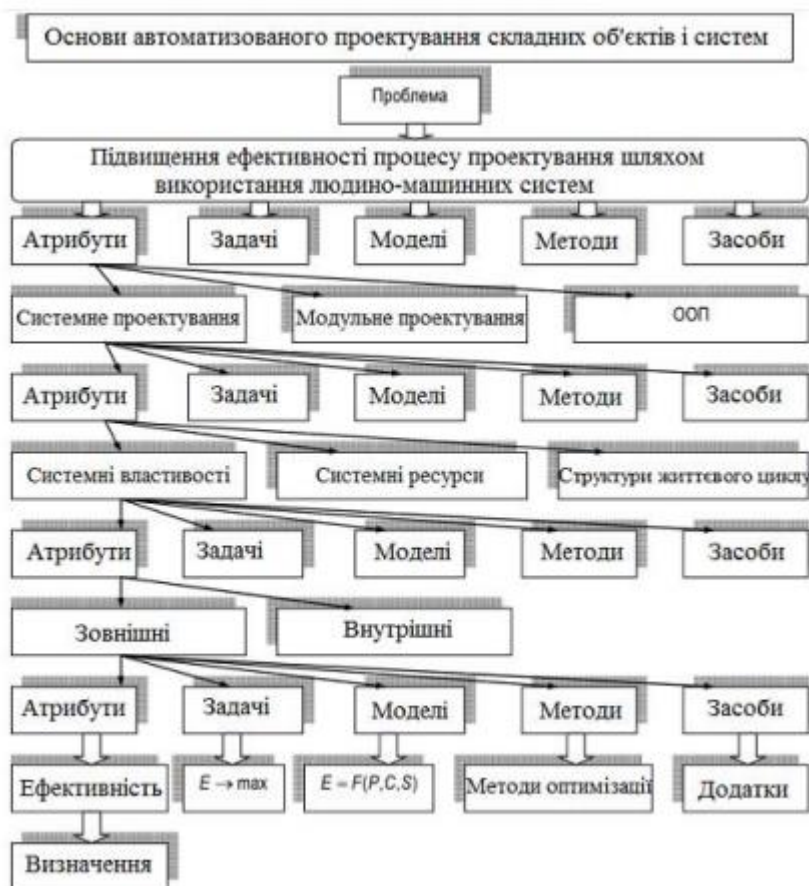 Основи автоматизованого проектування складних об'єктів і систем
Проблема
Підвищення ефективності процесу проектування шляхом
використання людино-машинних систем
Атрибути
Задачі
Моделі
Методи
Засоби
Системне проектування
Модульне проектування
ООП
Атрибути
Задачі
Моделі
Методи
Засоби
Системні властивості
Системні ресурси
Структури життєвого циклу
Атрибути
Задачі
Моделі
Методи
Засоби
Зовнішні
Внутрішні
Атрибути
Задачі
Моделі
Методи
Засоби
Ефективність
E → max
E = F(P,C,S)
Методи оптимізації
Додатки
Визначення